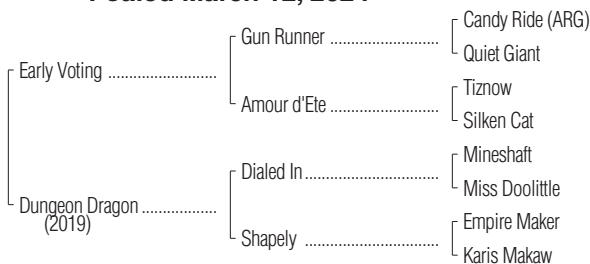 Foaled March 12, 2024
Candy Ride (ARG)
Gun Runner
Quiet Giant
Early Voting
Tiznow
Amour d'Ete
Silken Cat
Mineshaft
Dialed In
Miss Doolittle
Dungeon Dragon
(2019)
Empire Maker
Shapely
Karis Makaw